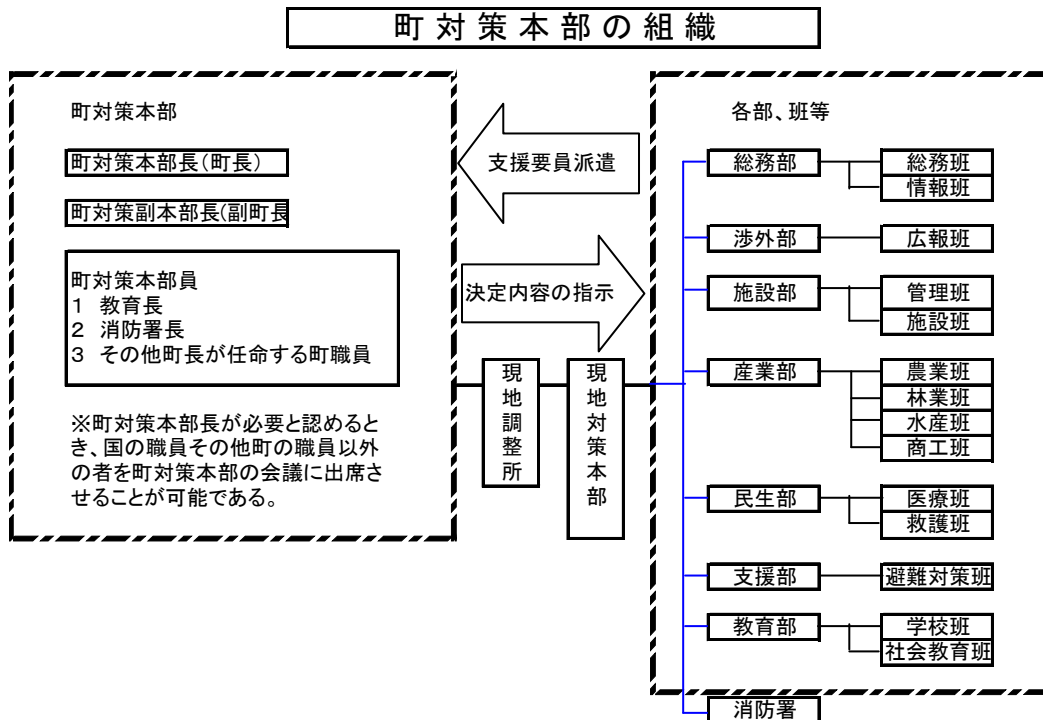 町対策本部の組織
町対策本部
町対策本部長(町長)
町対策副本部長(副町長
町対策本部員
1 教育長
2 消防署長
3 その他町長が任命する町職員
※町対策本部長が必要と認めると
き、国の職員その他町の職員以外
の者を町対策本部の会議に出席さ
せることが可能である。
支援要員派遣
決定内容の指示
現地調整所
現地対策本部
各部、班等
総務部
総務班
情報班
渉外部
広報班
施設部
管理班
施設班
産業部
農業班
林業班
水産班
商工班
民生部
医療班
救護班
支援部
避難対策班
教育部
学校班
社会教育班
消防署